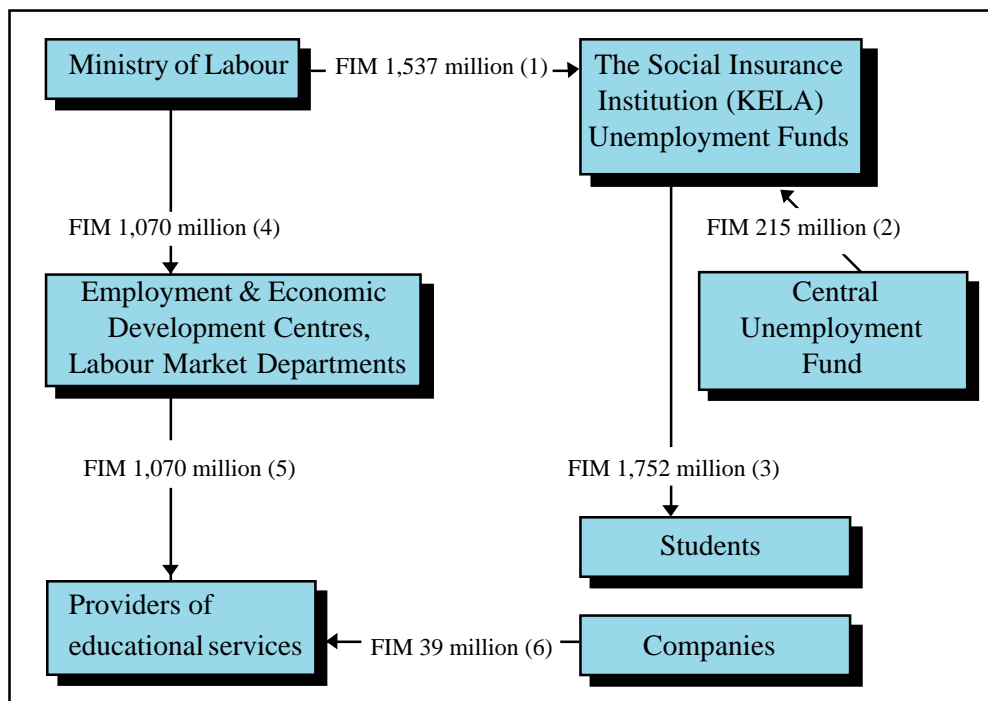 Ministry of Labour
FIM 1,537 million (1)
The Social Insurance
Institution (KELA)
Unemployment Funds
FIM 1,070 million (4)
FIM 215 million (2)
Employment & Economic
Development Centres,
Labour Market Departments
Central
Unemployment
Fund
FIM 1,070 million (5)
FIM 1,752 million (3)
Students
Providers of
educational services
FIM 39 million (6)
Companies